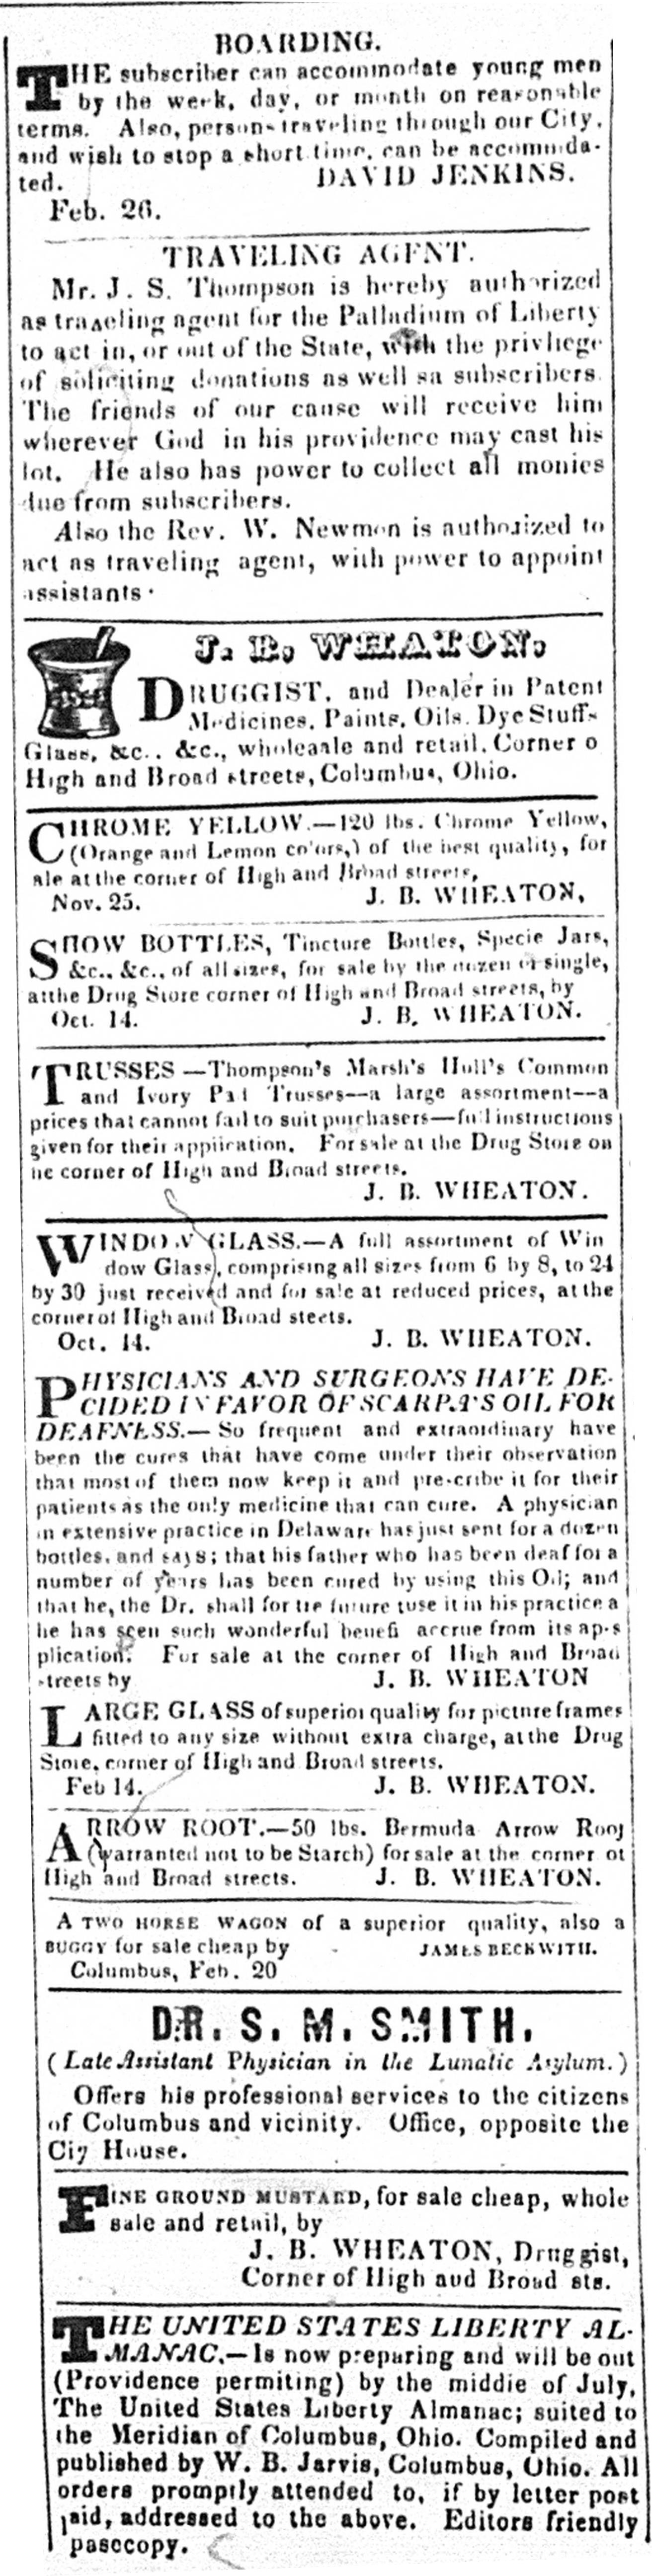 BOARDING.
THE subscriber can accommodate young men
by the week, day, or month on reasonable
terms. Also, persons traveling through our City,
and wish to stop a short time, can be accommda-
ted. DAVID JENKINS.
Feb. 26.
TRAVELING AGENT.
Mr. J. S. Thompson is hereby authorized
as traaeling agent for the Palladium of Liberty
to act in, or out of the State, with the privliege
of soliciting donations as well sa subscribers.
The friends of our cause will receive him
wherever God in his providence may cast his
lot. He also has power to collect all monies
due from subscribers.
Also the Rev. W. Newmon is authorized to
act as traveling agent, with power to appoint
assistants.
J. B. WHEATON,
DRUGGIST, and Dealer in Patent
Medicines, Paints, Oils, Dye Stuffs
Glass, &c., &c., wholeaale and retail. Corner o
High and Broad streets, Columbus, Ohio.
CHROME YELLOW.—120 lbs. Chrome Yellow,
(Orange and Lemon colors,) of the best quality, for
ale at the corner of High and Broad streets,
Nov. 25. J. B. WHEATON,
SHOW BOTTLES, Tincture Bottles, Specie Jars,
&c., &c., of all sizes, for sale by the dozen or single,
atthe Drug Store corner of High and Broad streets, by
Oct. 14. J. B. WHEATON.
TRUSSES—Thompson's Marsh's Hull's Common
and Ivory Pad Trusses—a large assortment—a
prices that cannot fail to suit purchasers—full instructions
given for their appiication. For sale at the Drug Store on
he corner of High and Broad streets.
J. B. WHEATON.
WINDOW GLASS.—A full assortment of Win
dow Glass, comprising all sizes from 6 by 8, to 24
by 30 just received and for sale at reduced prices, at the
corner of High and Broad steets.
Oct. 14. J. B. WHEATON.
PHYSICIANS AND SURGEONS HAVE DE-
CIDED IN FAVOR OF SCARPA'S OIL FOR
DEAFNESS.—So frequent and extraordinary have
been the cures that have come under their observation
that most of them now keep it and prescribe it for their
patients as the only medicine that can cure. A physician
in extensive practice in Delaware has just sent for a dozen
bottles, and says; that his father who has been deaf for a
number of years has been cured by using this Oil; and
that he, the Dr. shall for tie future tuse it in his practice a
he has seen such wonderful benefi accrue from its ap-s
plication. For sale at the corner of High and Broad
streets by J. B. WHEATON
LARGE GLASS of superior quality for picture frames
fitted to any size without extra charge, at the Drug
Store, corner of High and Broad streets.
Feb 14. J. B. WHEATON.
ARROW ROOT.—50 lbs. Bermuda Arrow Rooj
(warranted not to be Starch) for sale at the corner ot
High and Broad streets. J. B. WHEATON.
A TWO HORSE WAGON of a superior quality, also a
BUGGY for sale cheap by JAMES BECKWITH.
Columbus, Feb. 20
DR. S. M. SMITH,
(Late Assistant Physician in the Lunatic Asylum.)
Offers his professional services to the citizens
of Columbus and vicinity. Office, opposite the
Ciy House.
FINE GROUND MUSTARD, for sale cheap, whole
sale and retail, by
J. B. WHEATON, Druggist,
Corner of High aud Broad sts.
THE UNITED STATES LIBERTY AL-
MANAC,—Is now preparing and will be out
(Providence permiting) by the middie of July,
The United States Liberty Almanac; suited to
the Meridian of Columbus, Ohio. Compiled and
published by W. B. Jarvis, Columbus, Ohio. All
orders promptly attended to, if by letter post
paid, addressed to the above. Editors friendly
pasccopy.